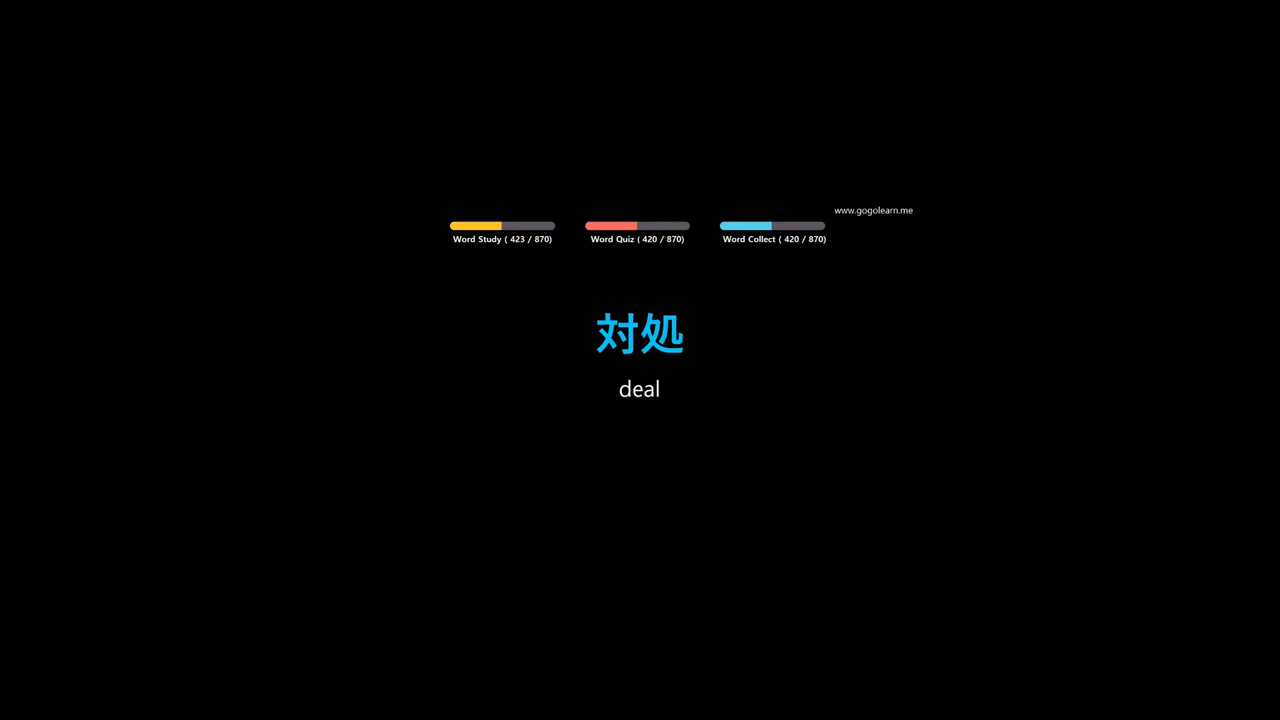 www.gogolearn.me
Word Study ( 423 / 870)
Word Quiz ( 420 / 870)
Word Collect ( 420 / 870)
対処
deal